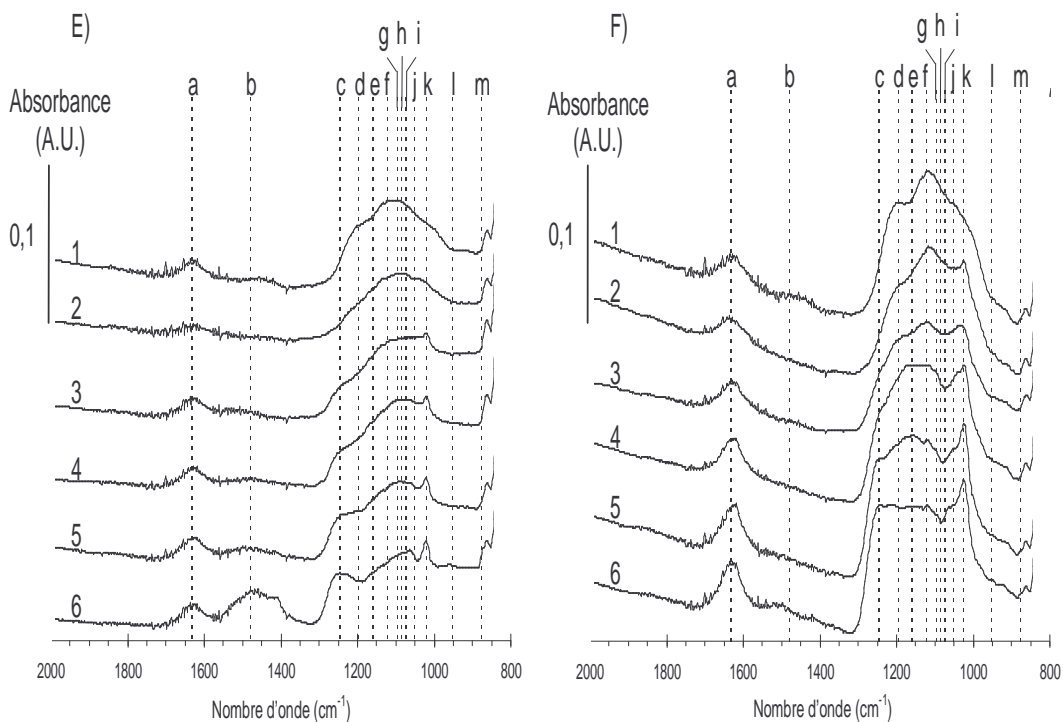 E)
g h i
a b c d e f j k l m
Absorbance
(A.U.)
0,1
1
2
3
4
5
6
2000 1600 1400 1200 1000 800
Nombre d'onde (cm-1)
F)
g h i
a b c d e f j k l m
Absorbance
(A.U.)
0,1
1
2
3
4
5
6
2000 1600 1400 1200 1000 800
Nombre d'onde (cm-1)